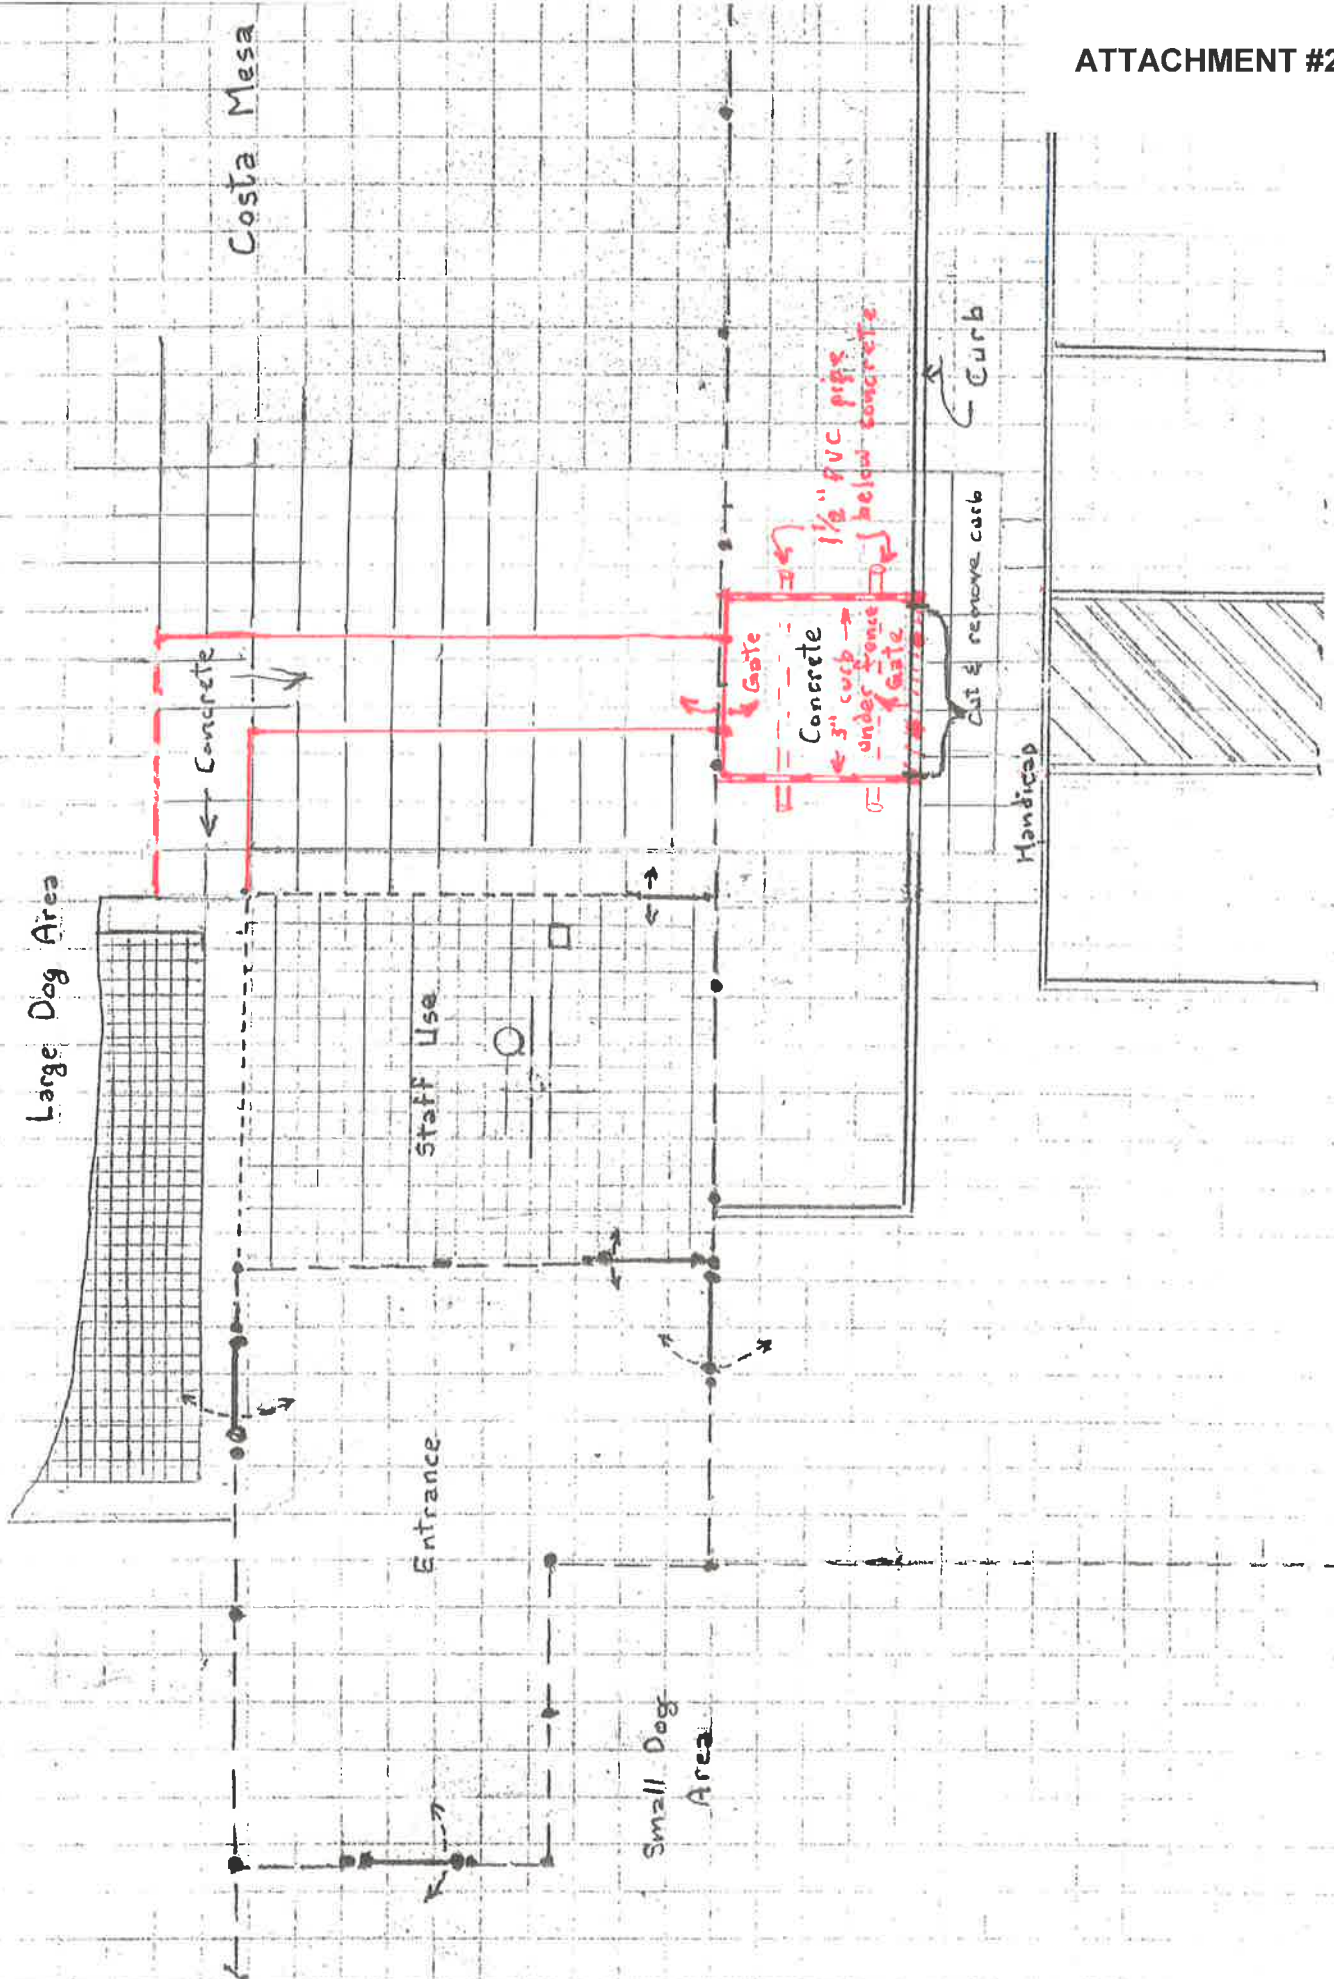 ATTACHMENT #2
Costa Mesa
Large Dog Area
Concrete
Staff Use
Entrance
Small Dog
Area
Gate
Concrete
3" curb
under fence
Gate
1½" PVC pipes
below concrete
Curb
Cut & remove curb
Handicap